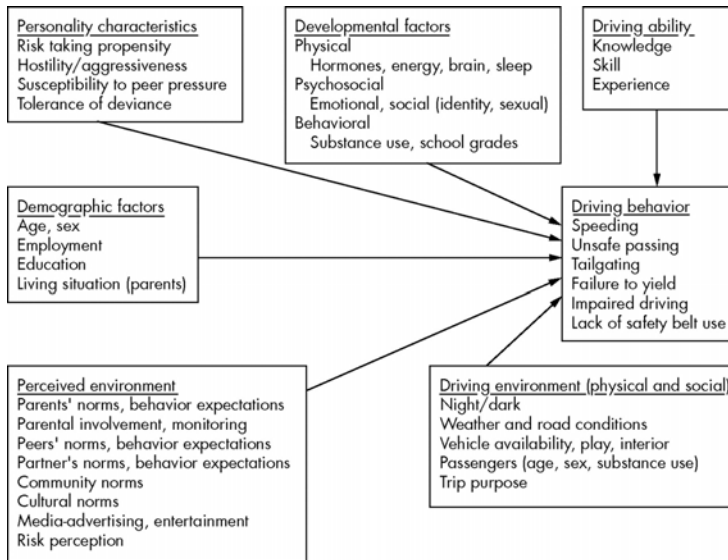 Personality characteristics
Risk taking propensity
Hostility/aggressiveness
Susceptibility to peer pressure
Tolerance of deviance
Developmental factors
Physical
Hormones, energy, brain, sleep
Psychosocial
Emotional, social (identity, sexual)
Behavioral
Substance use, school grades
Driving ability
Knowledge
Skill
Experience
Demographic factors
Age, sex
Employment
Education
Living situation (parents)
Driving behavior
Speeding
Unsafe passing
Tailgating
Failure to yield
Impaired driving
Lack of safety belt use
Perceived environment
Parents' norms, behavior expectations
Parental involvement, monitoring
Peers' norms, behavior expectations
Partner's norms, behavior expectations
Community norms
Cultural norms
Media-advertising, entertainment
Risk perception
Driving environment (physical and social)
Night/dark
Weather and road conditions
Vehicle availability, play, interior
Passengers (age, sex, substance use)
Trip purpose